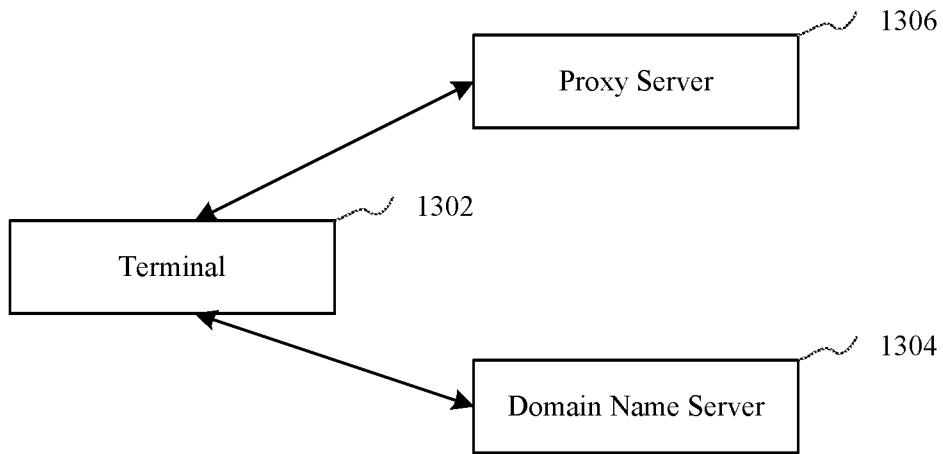 1306
Proxy Server
1302
Terminal
1304
Domain Name Server